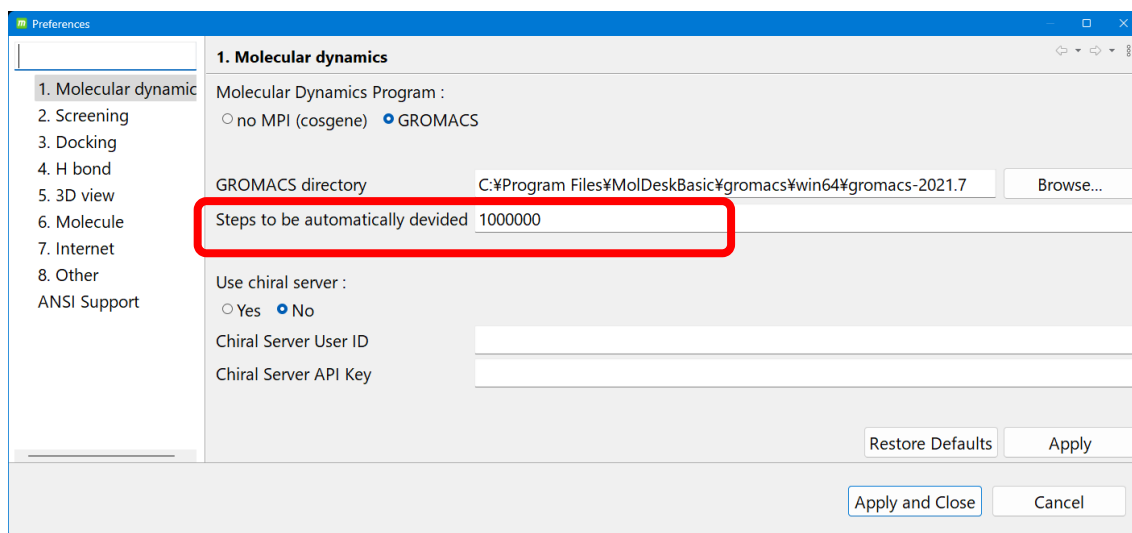 Preferences
1. Molecular dynamics
1. Molecular dynamic
2. Screening
3. Docking
4. H bond
5. 3D view
6. Molecule
7. Internet
8. Other
ANSI Support
Molecular Dynamics Program :
no MPI (cosgene) GROMACS
GROMACS directory C:¥Program Files¥MolDeskBasic¥gromacs¥win64¥gromacs-2021.7 Browse...
Steps to be automatically devided 1000000
Use chiral server :
Yes No
Chiral Server User ID
Chiral Server API Key
Restore Defaults Apply
Apply and Close Cancel